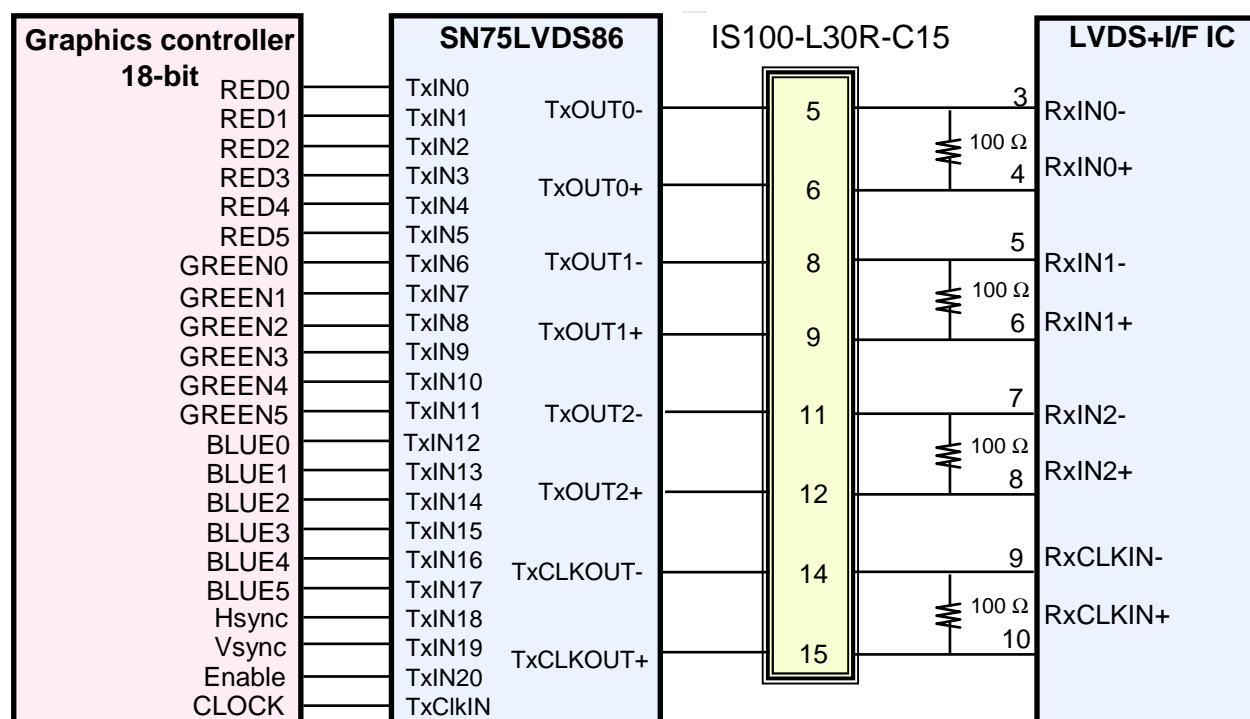 Graphics controller
18-bit
RED0
RED1
RED2
RED3
RED4
RED5
GREEN0
GREEN1
GREEN2
GREEN3
GREEN4
GREEN5
BLUE0
BLUE1
BLUE2
BLUE3
BLUE4
BLUE5
Hsync
Vsync
Enable
CLOCK
SN75LVDS86
TxIN0
TxIN1
TxIN2
TxIN3
TxIN4
TxIN5
TxIN6
TxIN7
TxIN8
TxIN9
TxIN10
TxIN11
TxIN12
TxIN13
TxIN14
TxIN15
TxIN16
TxIN17
TxIN18
TxIN19
TxIN20
TxClkIN
TxOUT0-
TxOUT0+
TxOUT1-
TxOUT1+
TxOUT2-
TxOUT2+
TxCLKOUT-
TxCLKOUT+
IS100-L30R-C15
5
6
8
9
11
12
14
15
3
100 Ω
4
5
100 Ω
6
7
100 Ω
8
9
100 Ω
10
LVDS+I/F IC
RxIN0-
RxIN0+
RxIN1-
RxIN1+
RxIN2-
RxIN2+
RxCLKIN-
RxCLKIN+